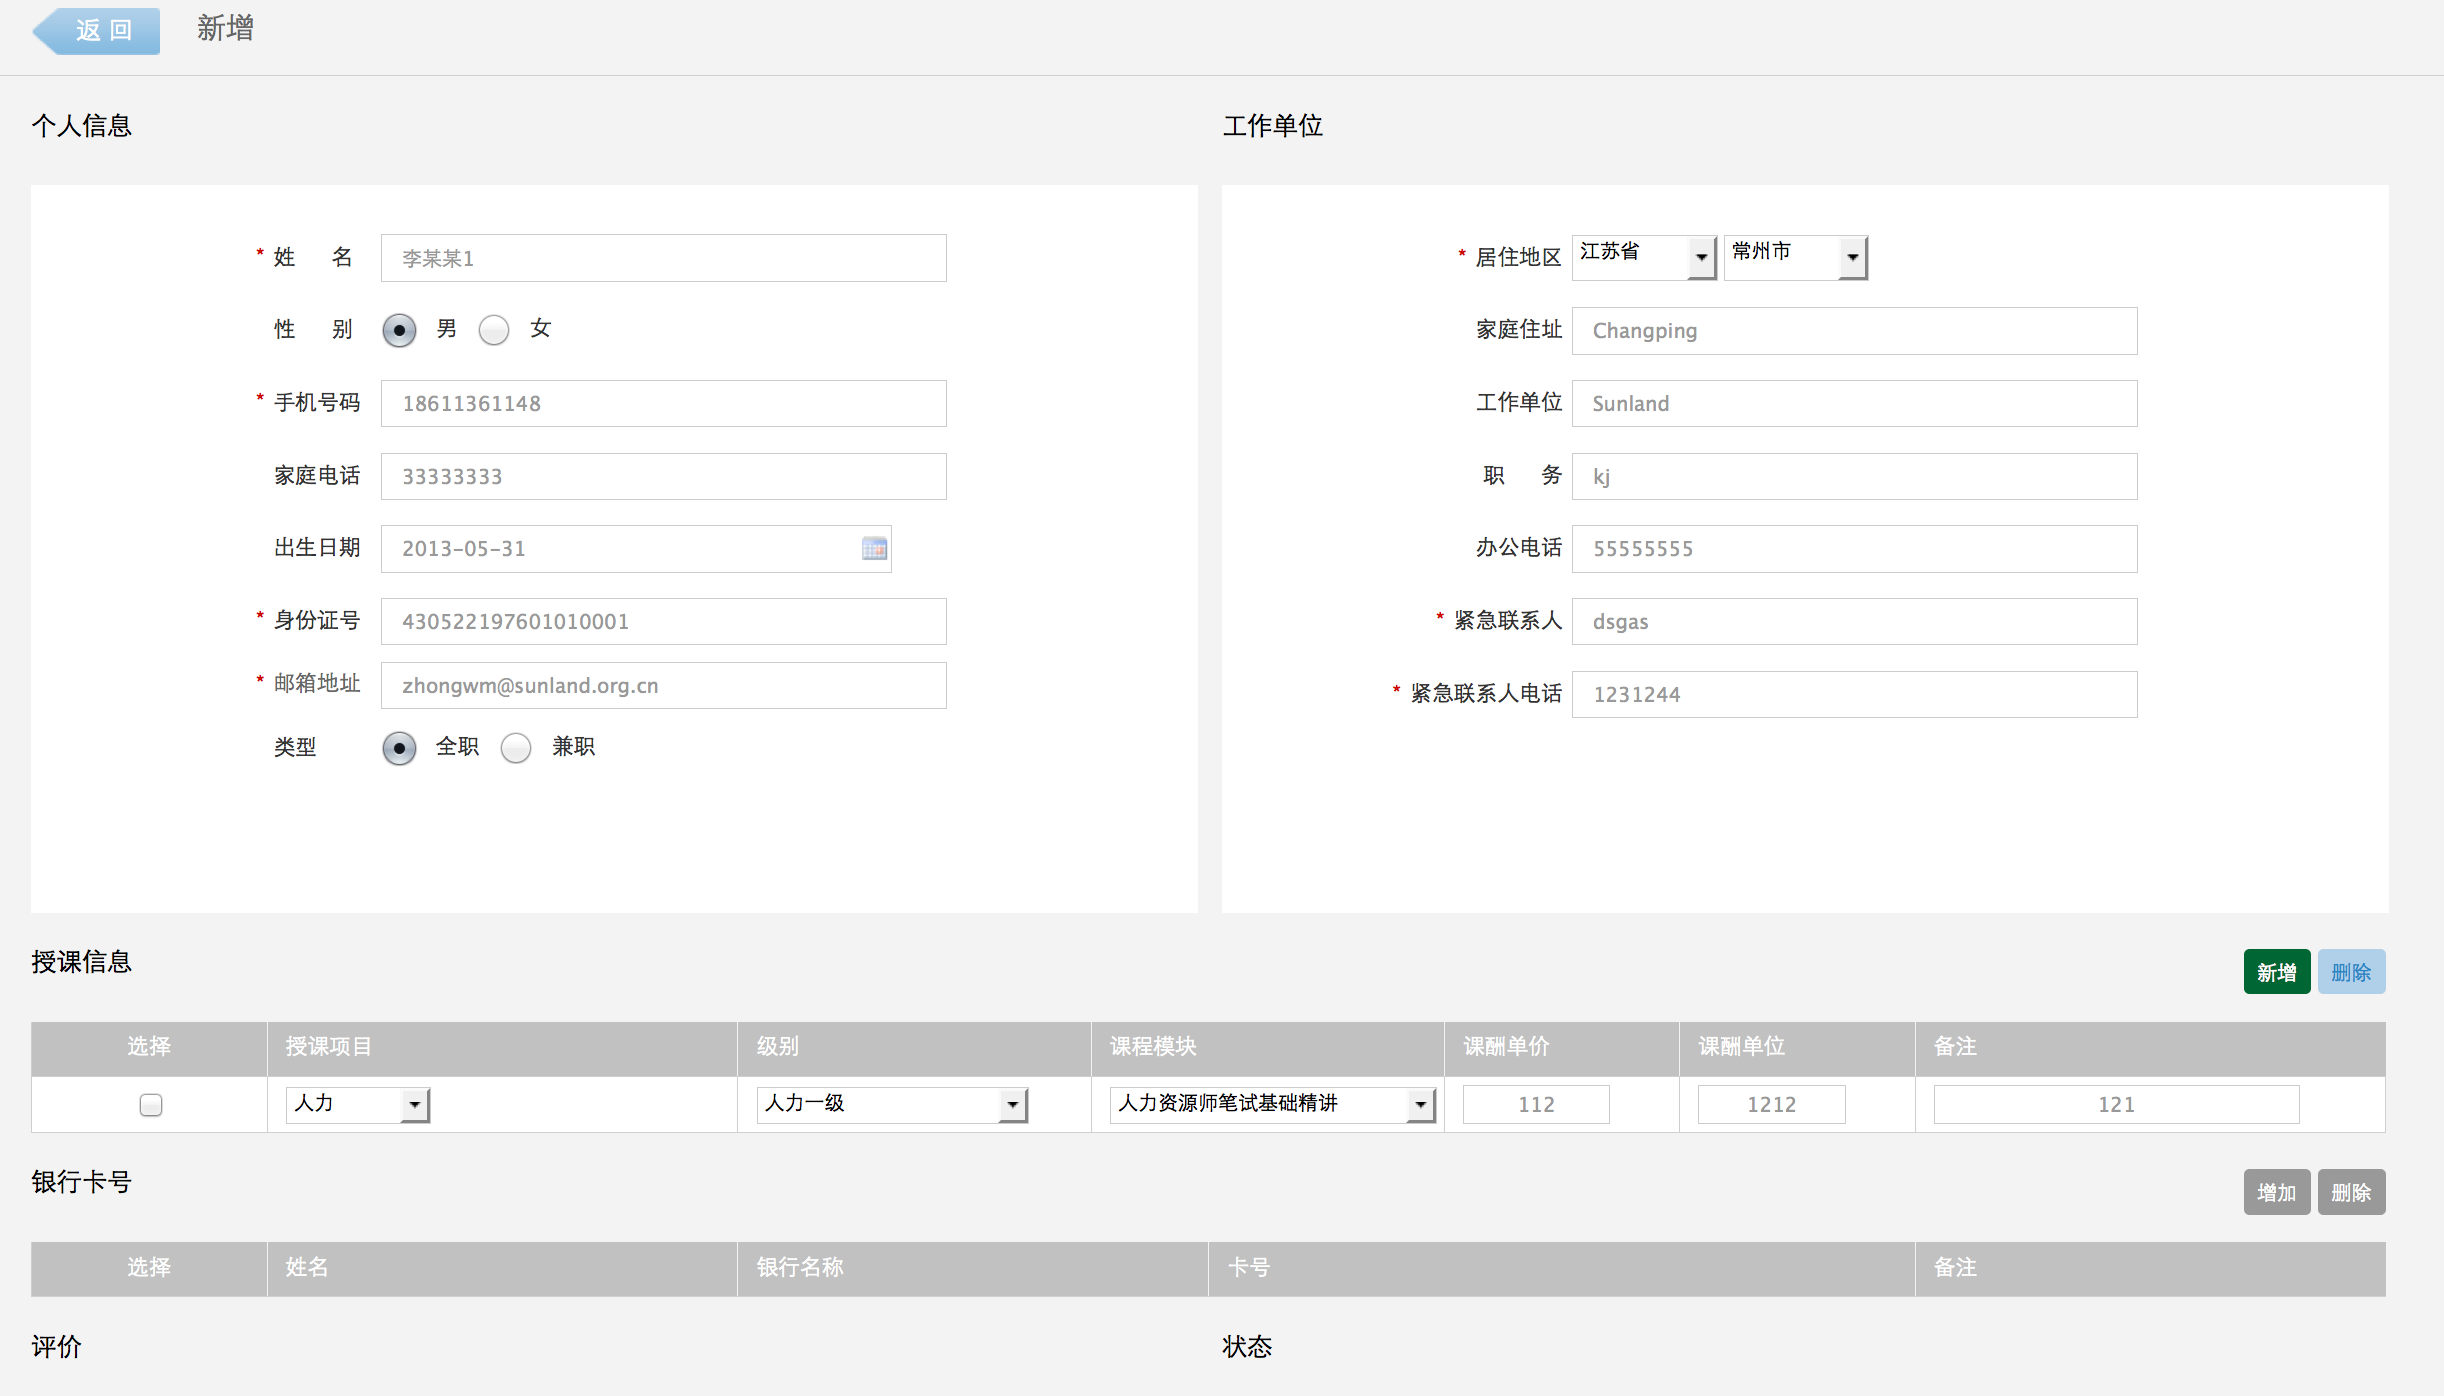 返 回 新增
个人信息
* 姓 名 李某某1
性 别 男 女
* 手机号码 18611361148
家庭电话 33333333
出生日期 2013-05-31
* 身份证号 430522197601010001
* 邮箱地址 zhongwm@sunland.org.cn
类型 全职 兼职
工作单位
* 居住地区 江苏省 常州市
家庭住址 Changping
工作单位 Sunland
职 务 kj
办公电话 55555555
* 紧急联系人 dsgas
* 紧急联系人电话 1231244
授课信息 新增 删除
选择 授课项目 级别 课程模块 课酬单价 课酬单位 备注
人力 人力一级 人力资源师笔试基础精讲 112 1212 121
银行卡号 增加 删除
选择 姓名 银行名称 卡号 备注
评价 状态